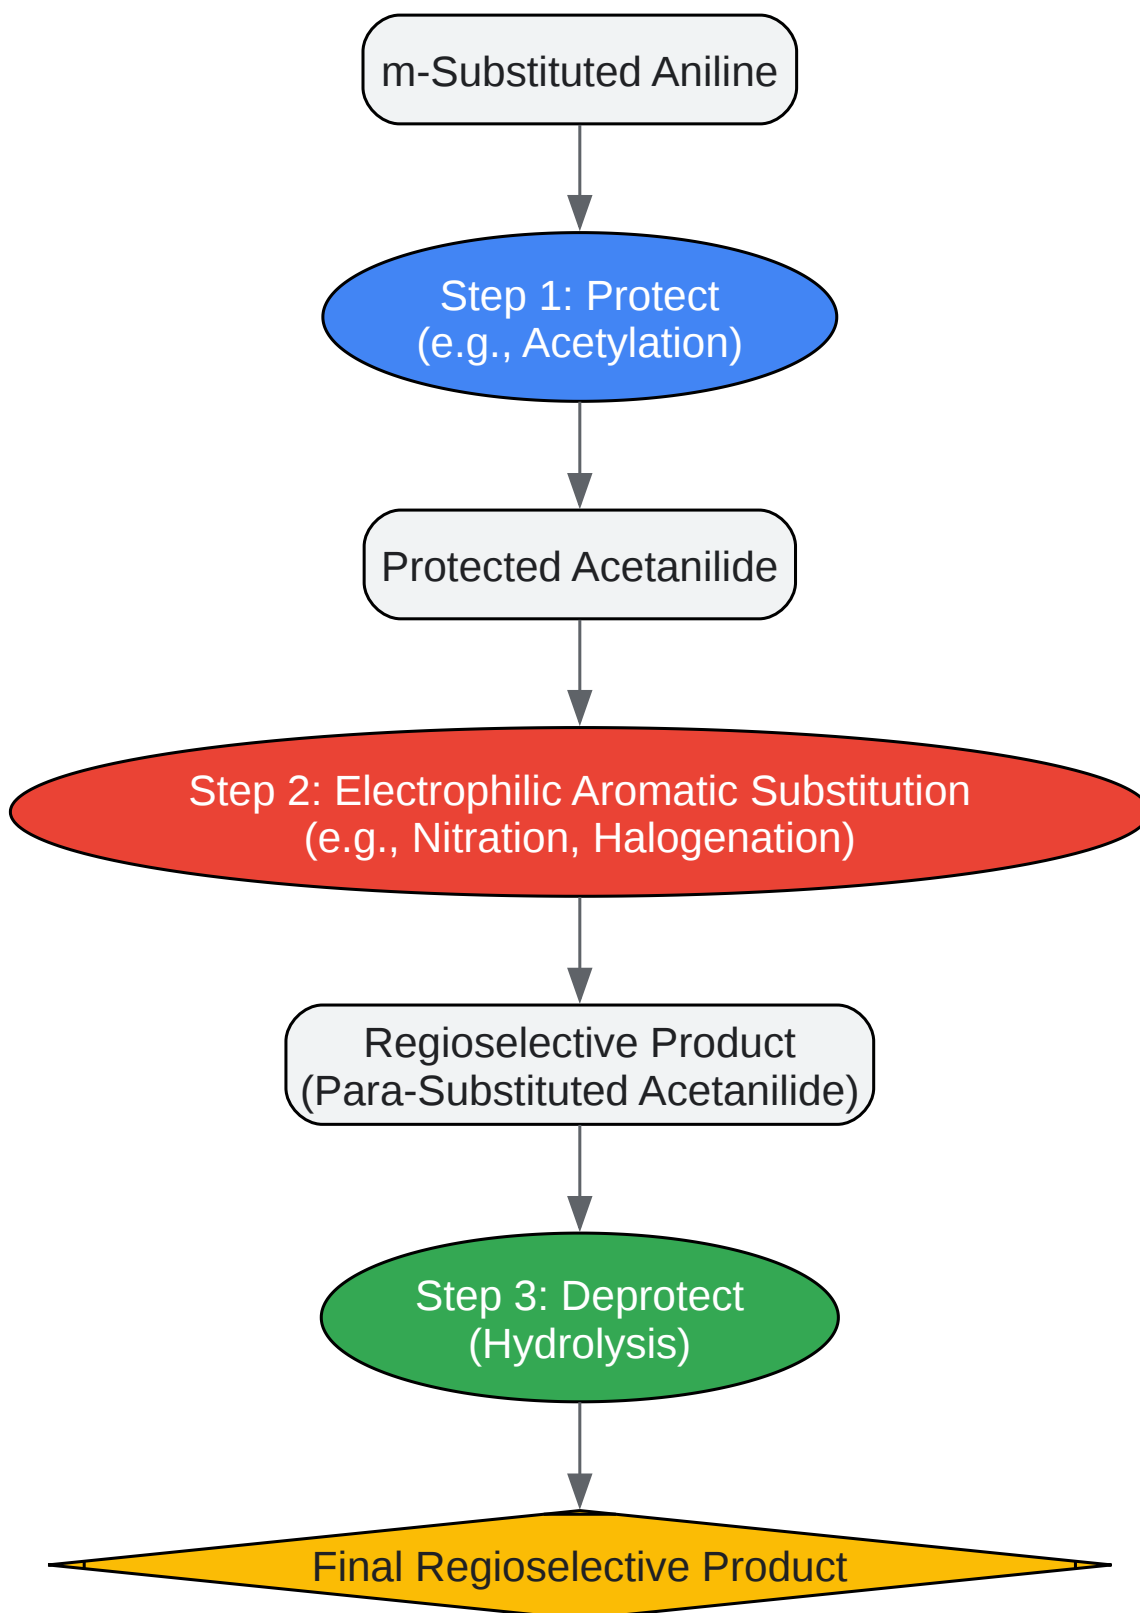 m-Substituted Aniline
Step 1: Protect
(e.g., Acetylation)
Protected Acetanilide
Step 2: Electrophilic Aromatic Substitution
(e.g., Nitration, Halogenation)
Regioselective Product
(Para-Substituted Acetanilide)
Step 3: Deprotect
(Hydrolysis)
Final Regioselective Product